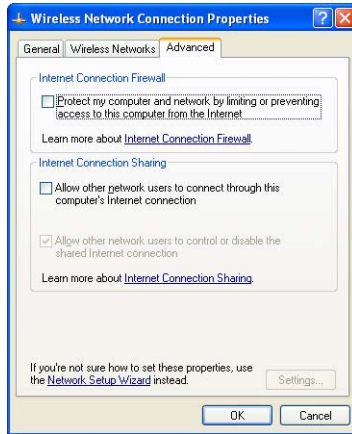 Wireless Network Connection Properties
General Wireless Networks Advanced
Internet Connection Firewall
Protect my computer and network by limiting or preventing
access to this computer from the Internet
Learn more about Internet Connection Firewall.
Internet Connection Sharing
Allow other network users to connect through this
computer's Internet connection
Allow other network users to control or disable the
shared Internet connection
Learn more about Internet Connection Sharing.
If you're not sure how to set these properties, use
the Network Setup Wizard instead.
Settings...
OK Cancel